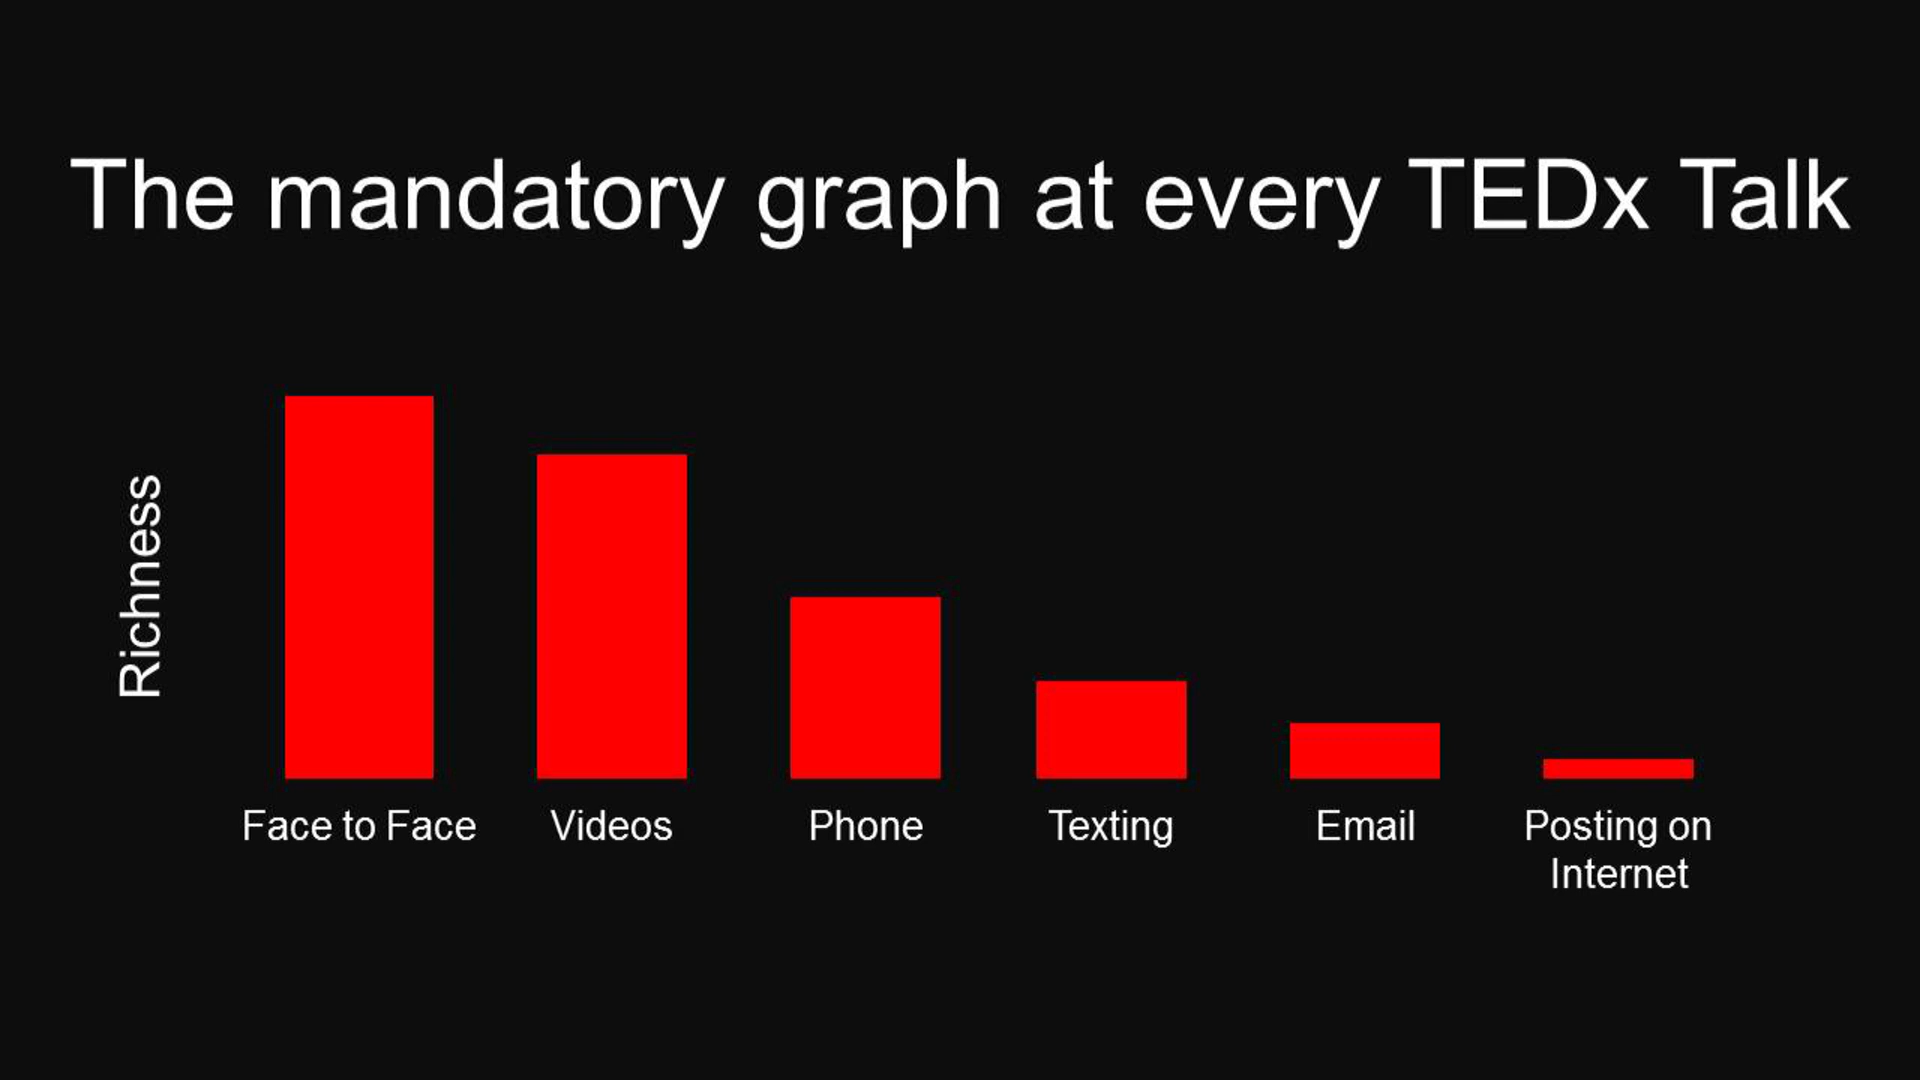 The mandatory graph at every TEDx Talk
Richness
Face to Face
Videos
Phone
Texting
Email
Posting on
Internet